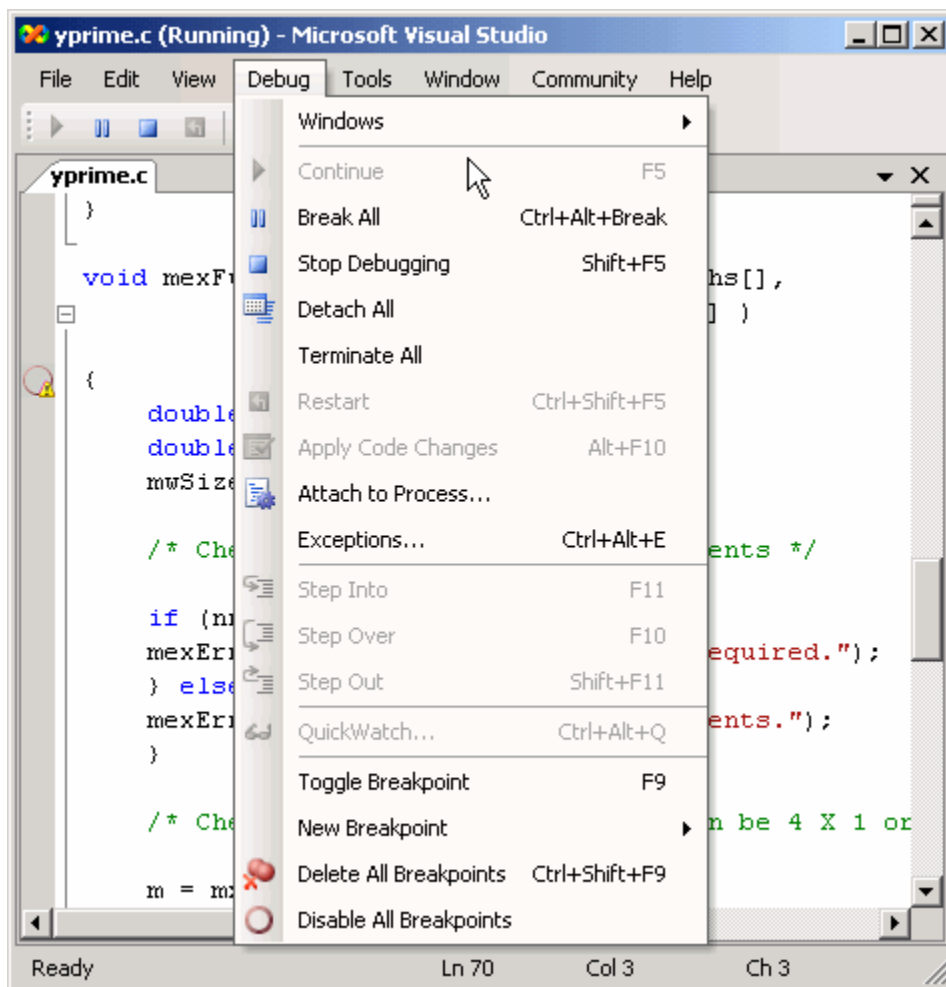 yprime.c (Running) - Microsoft Visual Studio
File Edit View Debug Tools Window Community Help
yprime.c
Windows
Continue F5
Break All Ctrl+Alt+Break
Stop Debugging Shift+F5
Detach All
Terminate All
Restart Ctrl+Shift+F5
Apply Code Changes Alt+F10
Attach to Process...
Exceptions... Ctrl+Alt+E
Step Into F11
Step Over F10
Step Out Shift+F11
QuickWatch... Ctrl+Alt+Q
Toggle Breakpoint F9
New Breakpoint
Delete All Breakpoints Ctrl+Shift+F9
Disable All Breakpoints
}
void mexF hs[],
] )
{
double
double
mwSize
/* Che ents */
if (n
mexErr equired.");
} else
mexErr ents.");
}
/* Che n be 4 X 1 or
m = m
Ready Ln 70 Col 3 Ch 3